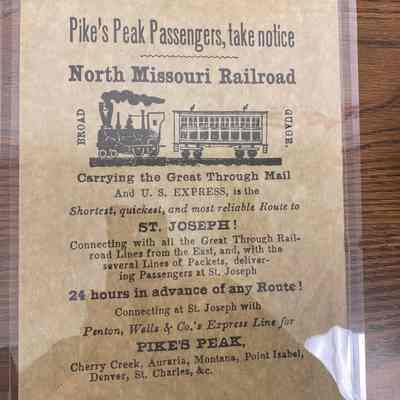 Pike's Peak Passengers, take notice
North Missouri Railroad
BROAD
GUAGE.
Carrying the Great Through Mail
And U. S. EXPRESS, is the
Shortest, quickest, and most reliable Route to
ST. JOSEPH!
Connecting with all the Great Through Rail-
road Lines from the East, and, with the
several Lines of Packets, deliver-
ing Passengers at St. Joseph
24 hours in advance of any Route!
Connecting at St. Joseph with
Penton, Wells & Co.'s Express Line for
PIKE'S PEAK,
Cherry Creek, Auraria, Montana, Point Isabel,
Denver, St. Charles, &c.